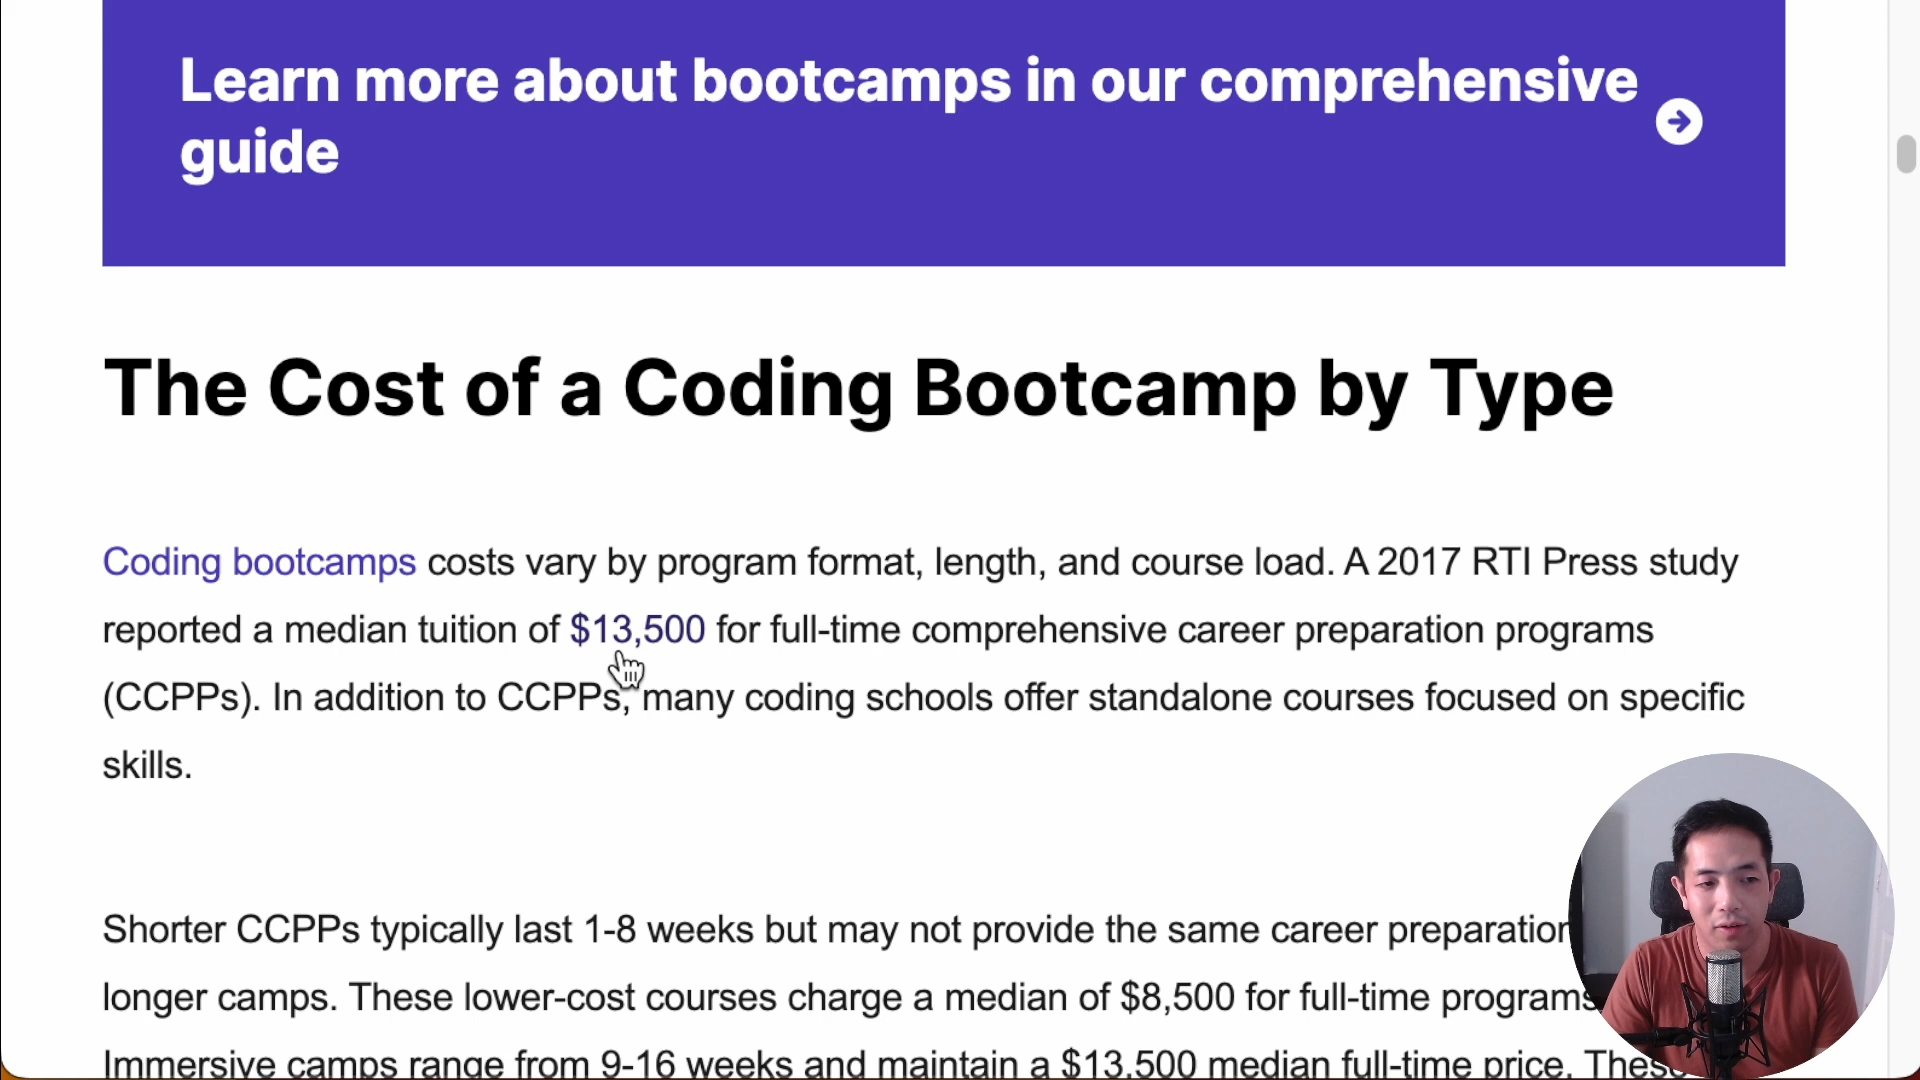 Learn more about bootcamps in our comprehensive
guide
The Cost of a Coding Bootcamp by Type
Coding bootcamps costs vary by program format, length, and course load. A 2017 RTI Press study
reported a median tuition of $13,500 for full-time comprehensive career preparation programs
(CCPPs). In addition to CCPPs, many coding schools offer standalone courses focused on specific
skills.
Shorter CCPPs typically last 1-8 weeks but may not provide the same career preparation
longer camps. These lower-cost courses charge a median of $8,500 for full-time programs
Immersive camps range from 9-16 weeks and maintain a $13,500 median full-time price. These